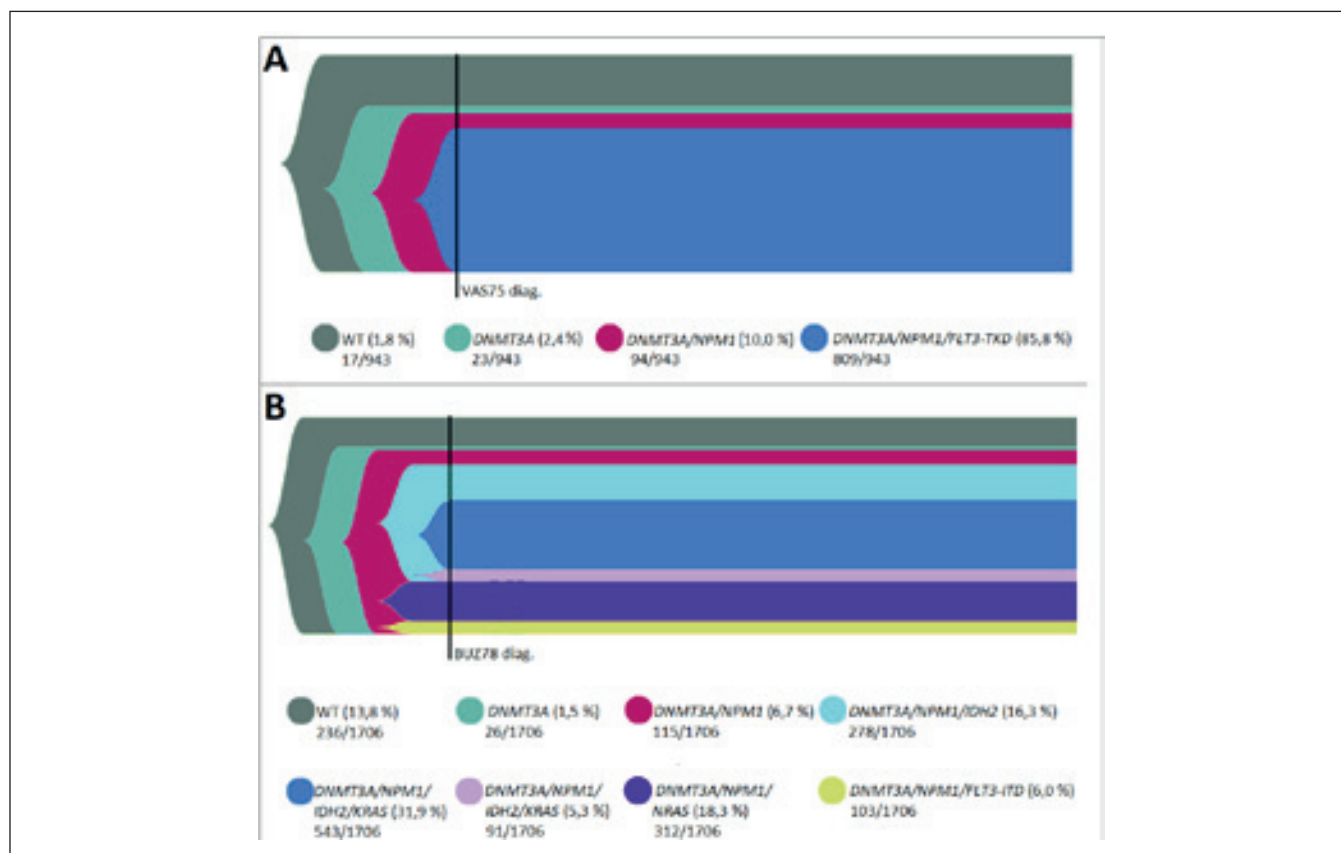 A
VAS75 diag.
WT (1,8 %) DNMT3A (2,4 %) DNMT3A/NPM1 (10,0 %) DNMT3A/NPM1/FLT3-TKD (85,8 %)
17/943 23/943 94/943 809/943
B
BUZ78 diag.
WT (13,8 %) DNMT3A (1,5 %) DNMT3A/NPM1 (6,7 %) DNMT3A/NPM1/IDH2 (16,3 %)
236/1706 26/1706 115/1706 278/1706
DNMT3A/NPM1/ DNMT3A/NPM1/ DNMT3A/NPM1/ DNMT3A/NPM1/FLT3-ITD (6,0 %)
IDH2/KRAS (31,9 %) IDH2/KRAS (5,3 %) NRAS (18,3 %) 103/1706
543/1706 91/1706 312/1706